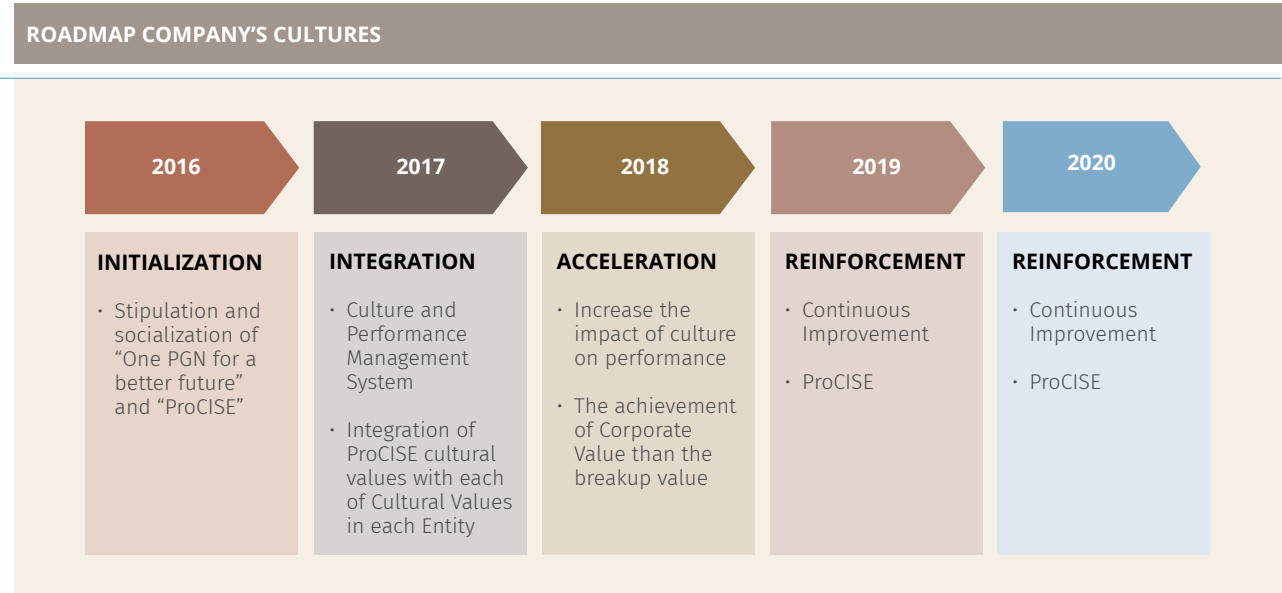 ROADMAP COMPANY'S CULTURES
2016
2017
2018
2019
2020
INITIALIZATION
• Stipulation and
socialization of
“One PGN for a
better future”
and “ProCISE”
INTEGRATION
• Culture and
Performance
Management
System
• Integration of
ProCISE cultural
values with each
of Cultural Values
in each Entity
ACCELERATION
• Increase the
impact of culture
on performance
• The achievement
of Corporate
Value than the
breakup value
REINFORCEMENT
• Continuous
Improvement
• ProCISE
REINFORCEMENT
• Continuous
Improvement
• ProCISE